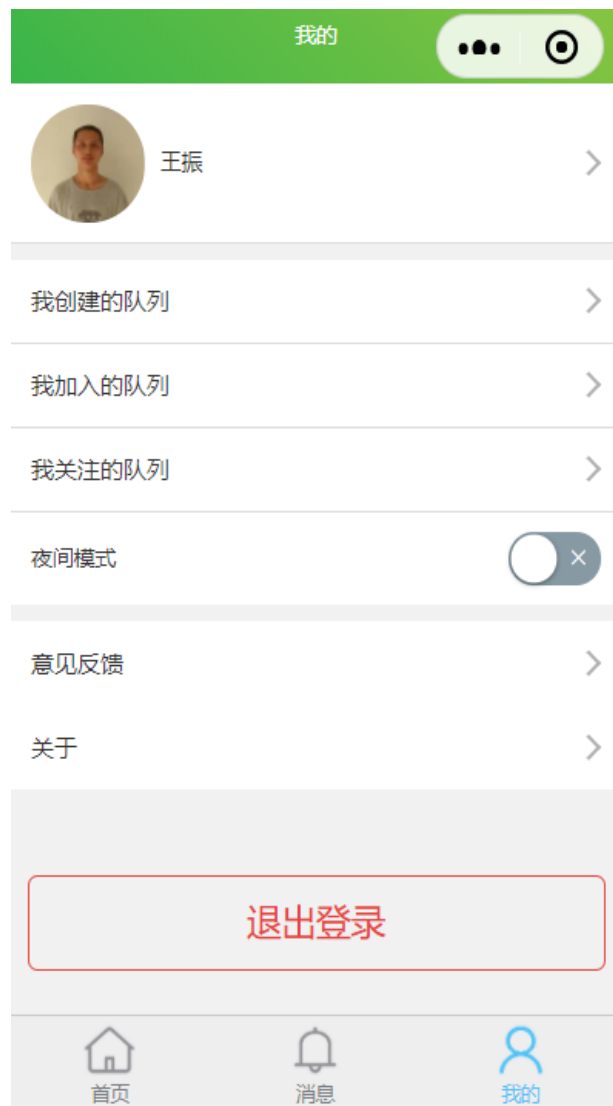 我的
王振
我创建的队列
我加入的队列
我关注的队列
夜间模式
意见反馈
关于
退出登录
首页
消息
我的